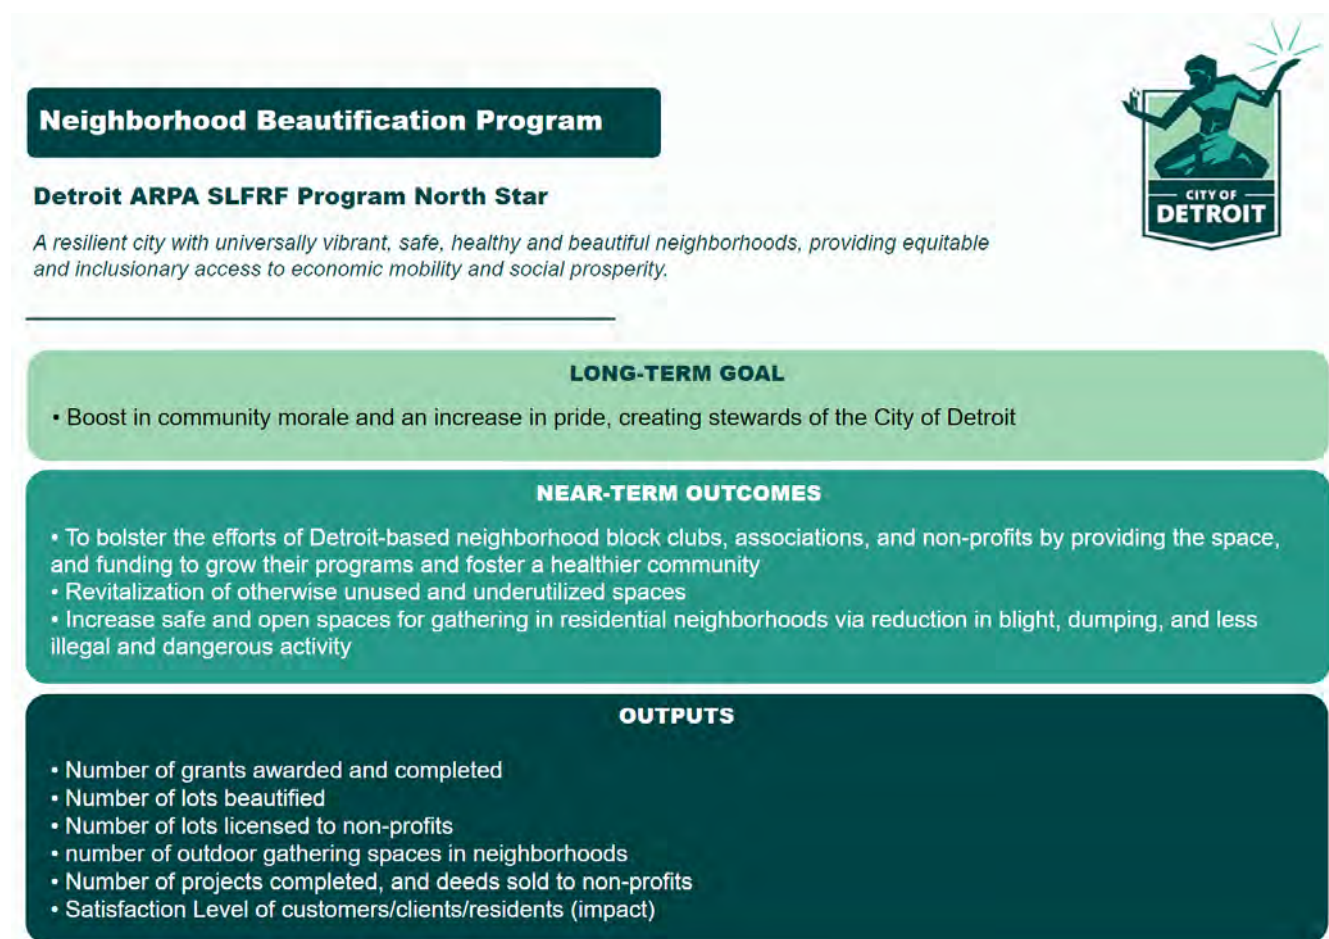 Neighborhood Beautification Program
CITY OF
DETROIT
Detroit ARPA SLFRF Program North Star
A resilient city with universally vibrant, safe, healthy and beautiful neighborhoods, providing equitable
and inclusionary access to economic mobility and social prosperity.
LONG-TERM GOAL
• Boost in community morale and an increase in pride, creating stewards of the City of Detroit
NEAR-TERM OUTCOMES
• To bolster the efforts of Detroit-based neighborhood block clubs, associations, and non-profits by providing the space,
and funding to grow their programs and foster a healthier community
• Revitalization of otherwise unused and underutilized spaces
• Increase safe and open spaces for gathering in residential neighborhoods via reduction in blight, dumping, and less
illegal and dangerous activity
OUTPUTS
• Number of grants awarded and completed
• Number of lots beautified
• Number of lots licensed to non-profits
• number of outdoor gathering spaces in neighborhoods
• Number of projects completed, and deeds sold to non-profits
• Satisfaction Level of customers/clients/residents (impact)